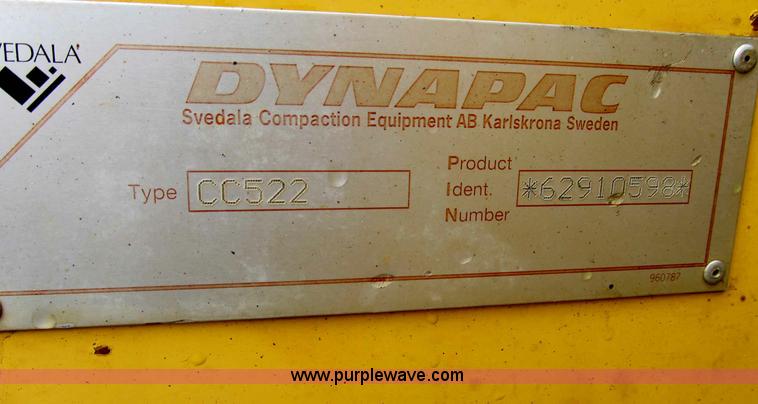 VEDALA
DYNAPAC
Svedala Compaction Equipment AB Karlskrona Sweden
Type CC522
Product
Ident. *62910598*
Number
960787
www.purplewave.com